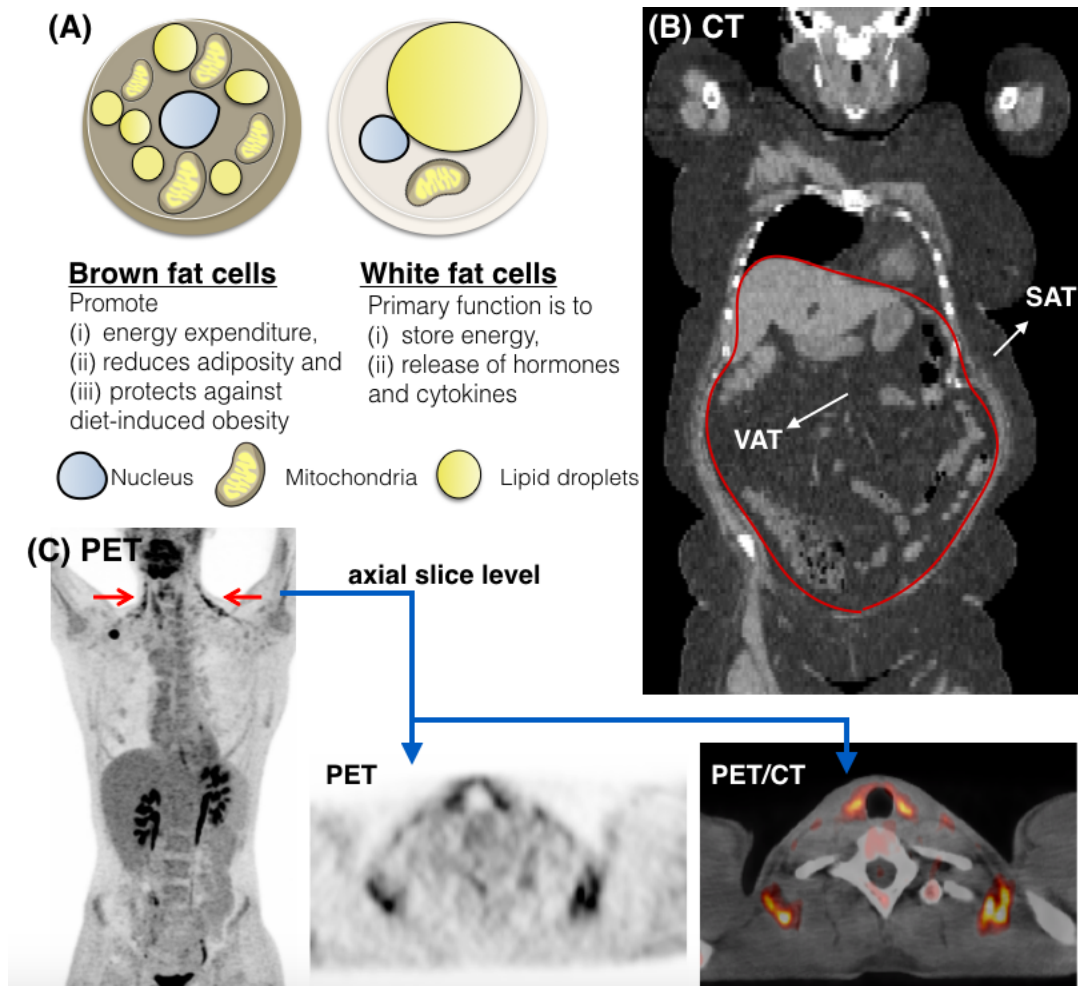 (A)
Brown fat cells
Promote
(i) energy expenditure,
(ii) reduces adiposity and
(iii) protects against
diet-induced obesity
White fat cells
Primary function is to
(i) store energy,
(ii) release of hormones
and cytokines
Nucleus
Mitochondria
Lipid droplets
(B) CT
SAT
VAT
(C) PET
axial slice level
PET
PET/CT